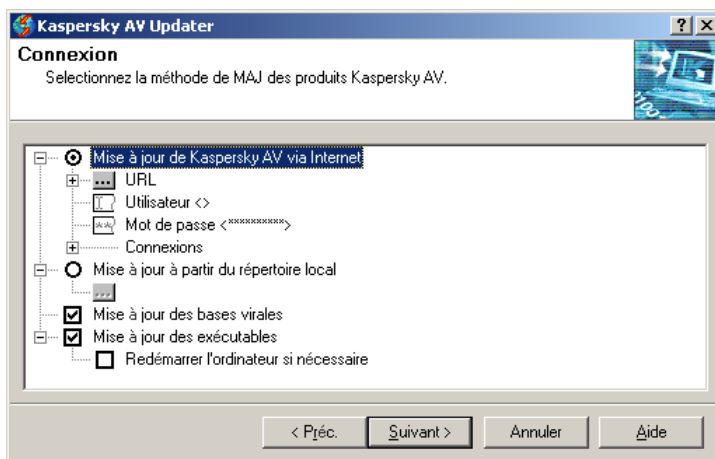 Kaspersky AV Updater
Connexion
Selectionnez la méthode de MAJ des produits Kaspersky AV.
Mise à jour de Kaspersky AV via Internet
... URL
Utilisateur <>
Mot de passe <**********>
Connexions
Mise à jour à partir du répertoire local
...
Mise à jour des bases virales
Mise à jour des exécutables
Redémarrer l'ordinateur si nécessaire
< Préc. Suivant > Annuler Aide